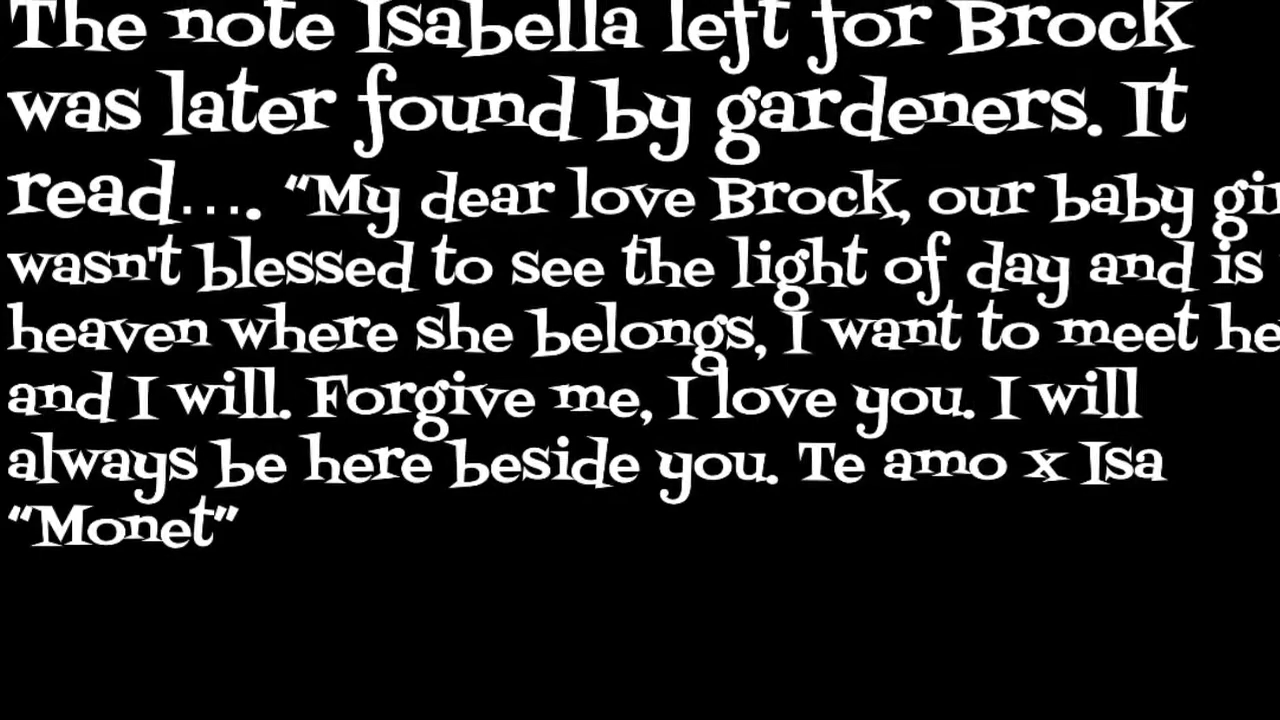 The note Isabella left for Brock
was later found by gardeners. It
read.... “My dear love Brock, our baby
wasn't blessed to see the light of day and is
heaven where she belongs, I want to meet
and I will. Forgive me, I love you. I will
always be here beside you. Te amo x Isa
“Monet”